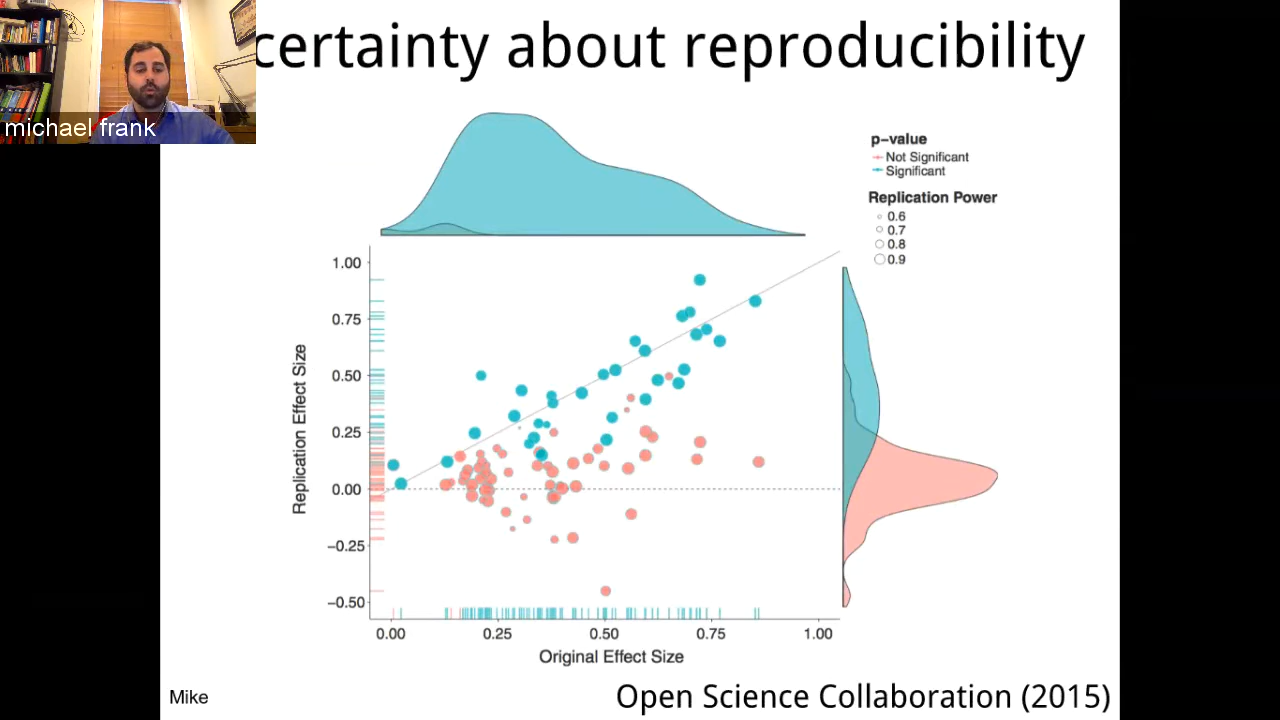 certainty about reproducibility
michael frank
p-value
Not Significant
Significant
Replication Power
0.6
0.7
0.8
0.9
1.00
0.75
0.50
0.25
0.00
−0.25
−0.50
Replication Effect Size
0.00 0.25 0.50 0.75 1.00
Original Effect Size
Mike
Open Science Collaboration (2015)